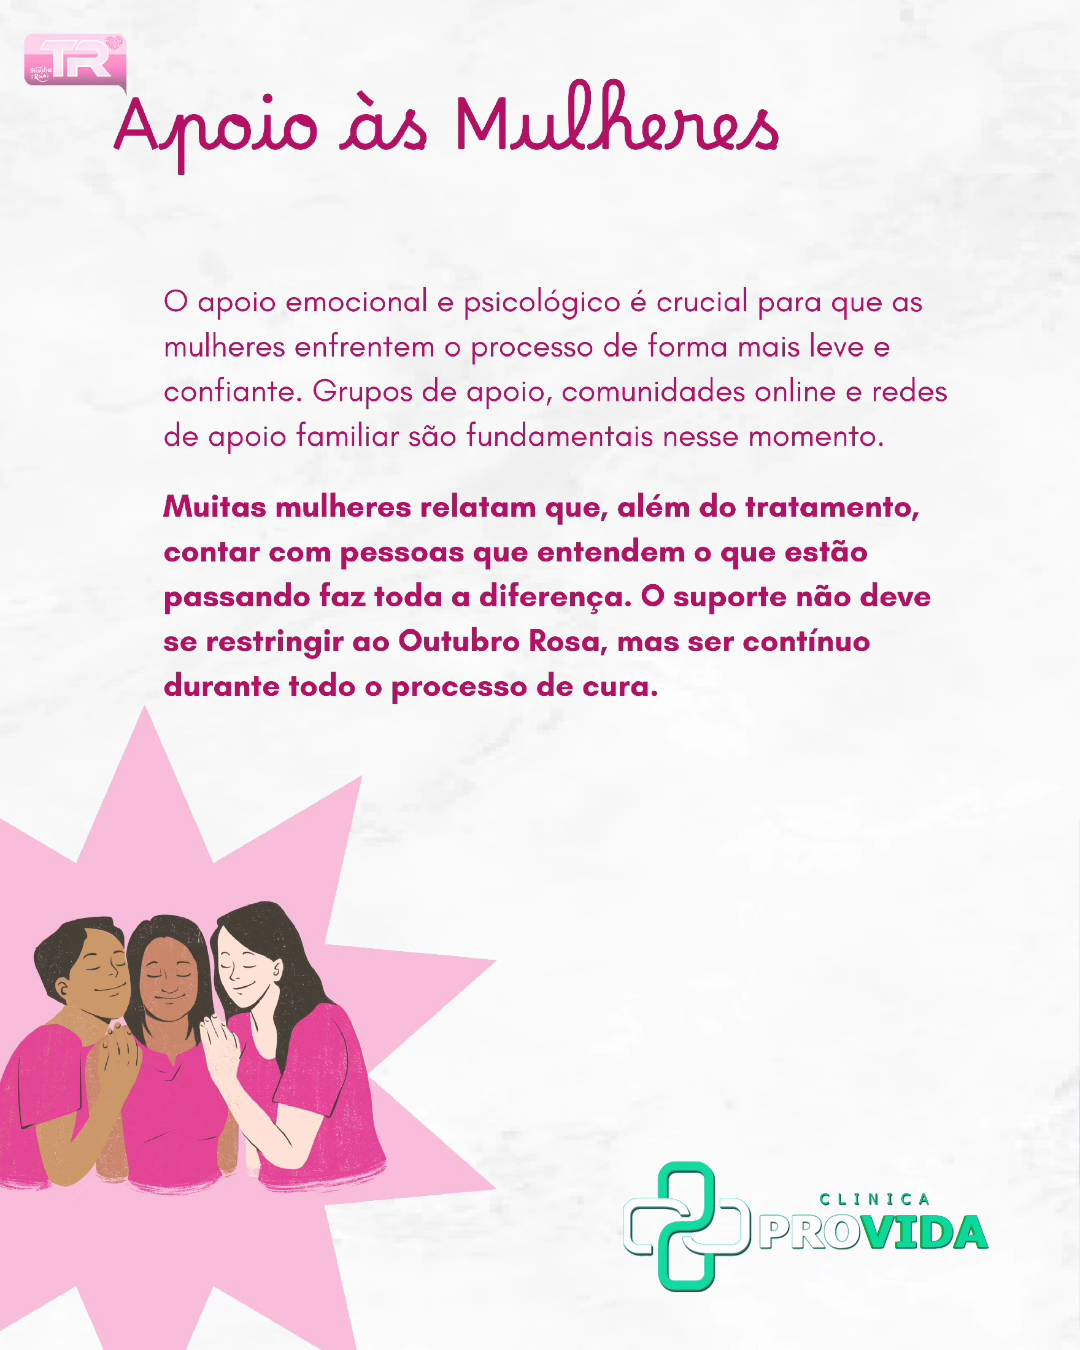 TR
Apoio às Mulheres
O apoio emocional e psicológico é crucial para que as
mulheres enfrentem o processo de forma mais leve e
confiante. Grupos de apoio, comunidades online e redes
de apoio familiar são fundamentais nesse momento.
Muitas mulheres relatam que, além do tratamento,
contar com pessoas que entendem o que estão
passando faz toda a diferença. O suporte não deve
se restringir ao Outubro Rosa, mas ser contínuo
durante todo o processo de cura.
CLINICA
PROVIDA